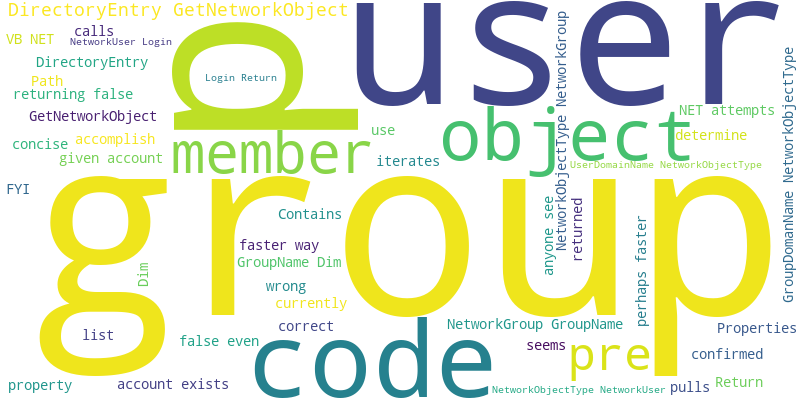 DirectoryEntry GetNetworkObject
user
VB NET
calls
NetworkUser Login
p
DirectoryEntry
Login Return
Path
returning false
GetNetworkObject
NetworkObjectType NetworkGroup
GroupDomanName NetworkObjectType
NET attempts
object
use
determine
concise
accomplish
given account
member
iterates
UserDomainName NetworkObjectType
FYI
group
Contains
anyone see
returned
perhaps faster
faster way
GroupName Dim
Dim
wrong
currently
list
correct
false even
NetworkGroup GroupName
Properties
code
seems
pre
confirmed
property
account exists
NetworkObjectType NetworkUser
pulls
Return